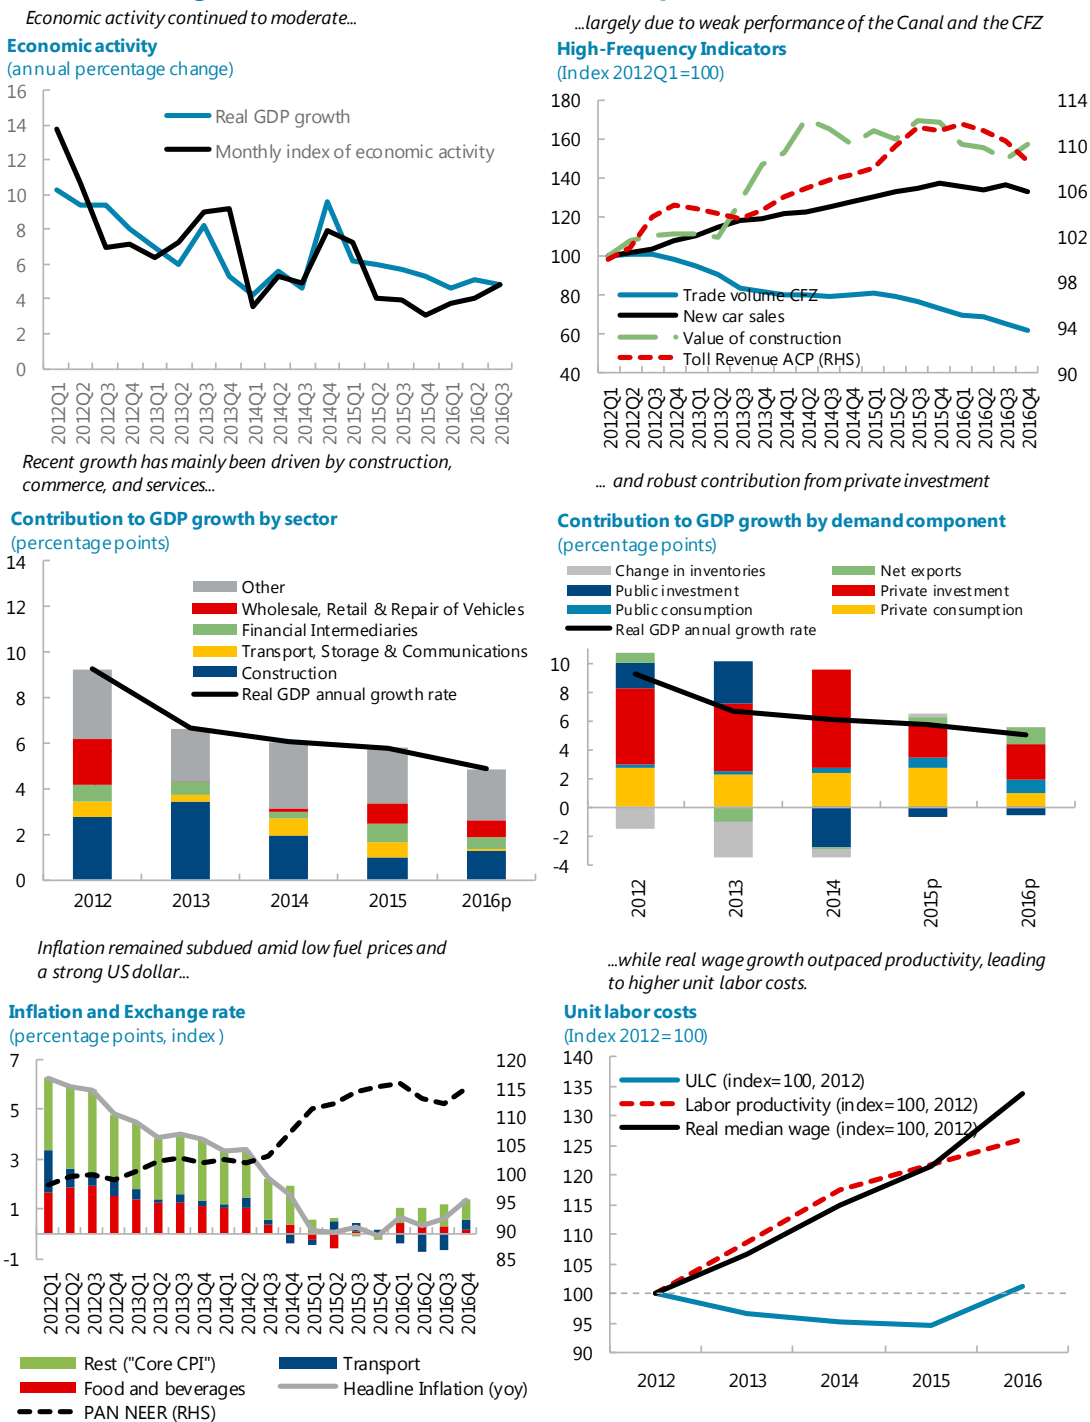 Economic activity continued to moderate...
Economic activity
(annual percentage change)
16
14
12
10
8
6
4
2
0
Real GDP growth
Monthly index of economic activity
2012Q1
2012Q2
2012Q3
2012Q4
2013Q1
2013Q2
2013Q3
2013Q4
2014Q1
2014Q2
2014Q3
2014Q4
2015Q1
2015Q2
2015Q3
2015Q4
2016Q1
2016Q2
2016Q3
...largely due to weak performance of the Canal and the CFZ
High-Frequency Indicators
(Index 2012Q1=100)
180
160
140
120
100
80
60
40
114
110
106
102
98
94
90
Trade volume CFZ
New car sales
Value of construction
Toll Revenue ACP (RHS)
2012Q1
2012Q2
2012Q3
2012Q4
2013Q1
2013Q2
2013Q3
2013Q4
2014Q1
2014Q2
2014Q3
2014Q4
2015Q1
2015Q2
2015Q3
2015Q4
2016Q1
2016Q2
2016Q3
2016Q4
Recent growth has mainly been driven by construction,
commerce, and services...
Contribution to GDP growth by sector
(percentage points)
14
12
10
8
6
4
2
0
Other
Wholesale, Retail & Repair of Vehicles
Financial Intermediaries
Transport, Storage & Communications
Construction
Real GDP annual growth rate
2012
2013
2014
2015
2016p
... and robust contribution from private investment
Contribution to GDP growth by demand component
(percentage points)
Change in inventories
Net exports
Public investment
Private investment
Public consumption
Private consumption
Real GDP annual growth rate
10
8
6
4
2
0
-2
-4
2012
2013
2014
2015p
2016p
Inflation remained subdued amid low fuel prices and
a strong US dollar...
Inflation and Exchange rate
(percentage points, index )
7
5
3
1
-1
120
115
110
105
100
95
90
85
2012Q1
2012Q2
2012Q3
2012Q4
2013Q1
2013Q2
2013Q3
2013Q4
2014Q1
2014Q2
2014Q3
2014Q4
2015Q1
2015Q2
2015Q3
2015Q4
2016Q1
2016Q2
2016Q3
2016Q4
Rest ("Core CPI")
Transport
Food and beverages
Headline Inflation (yoy)
PAN NEER (RHS)
...while real wage growth outpaced productivity, leading
to higher unit labor costs.
Unit labor costs
(Index 2012=100)
140
135
130
125
120
115
110
105
100
95
90
ULC (index=100, 2012)
Labor productivity (index=100, 2012)
Real median wage (index=100, 2012)
2012
2013
2014
2015
2016